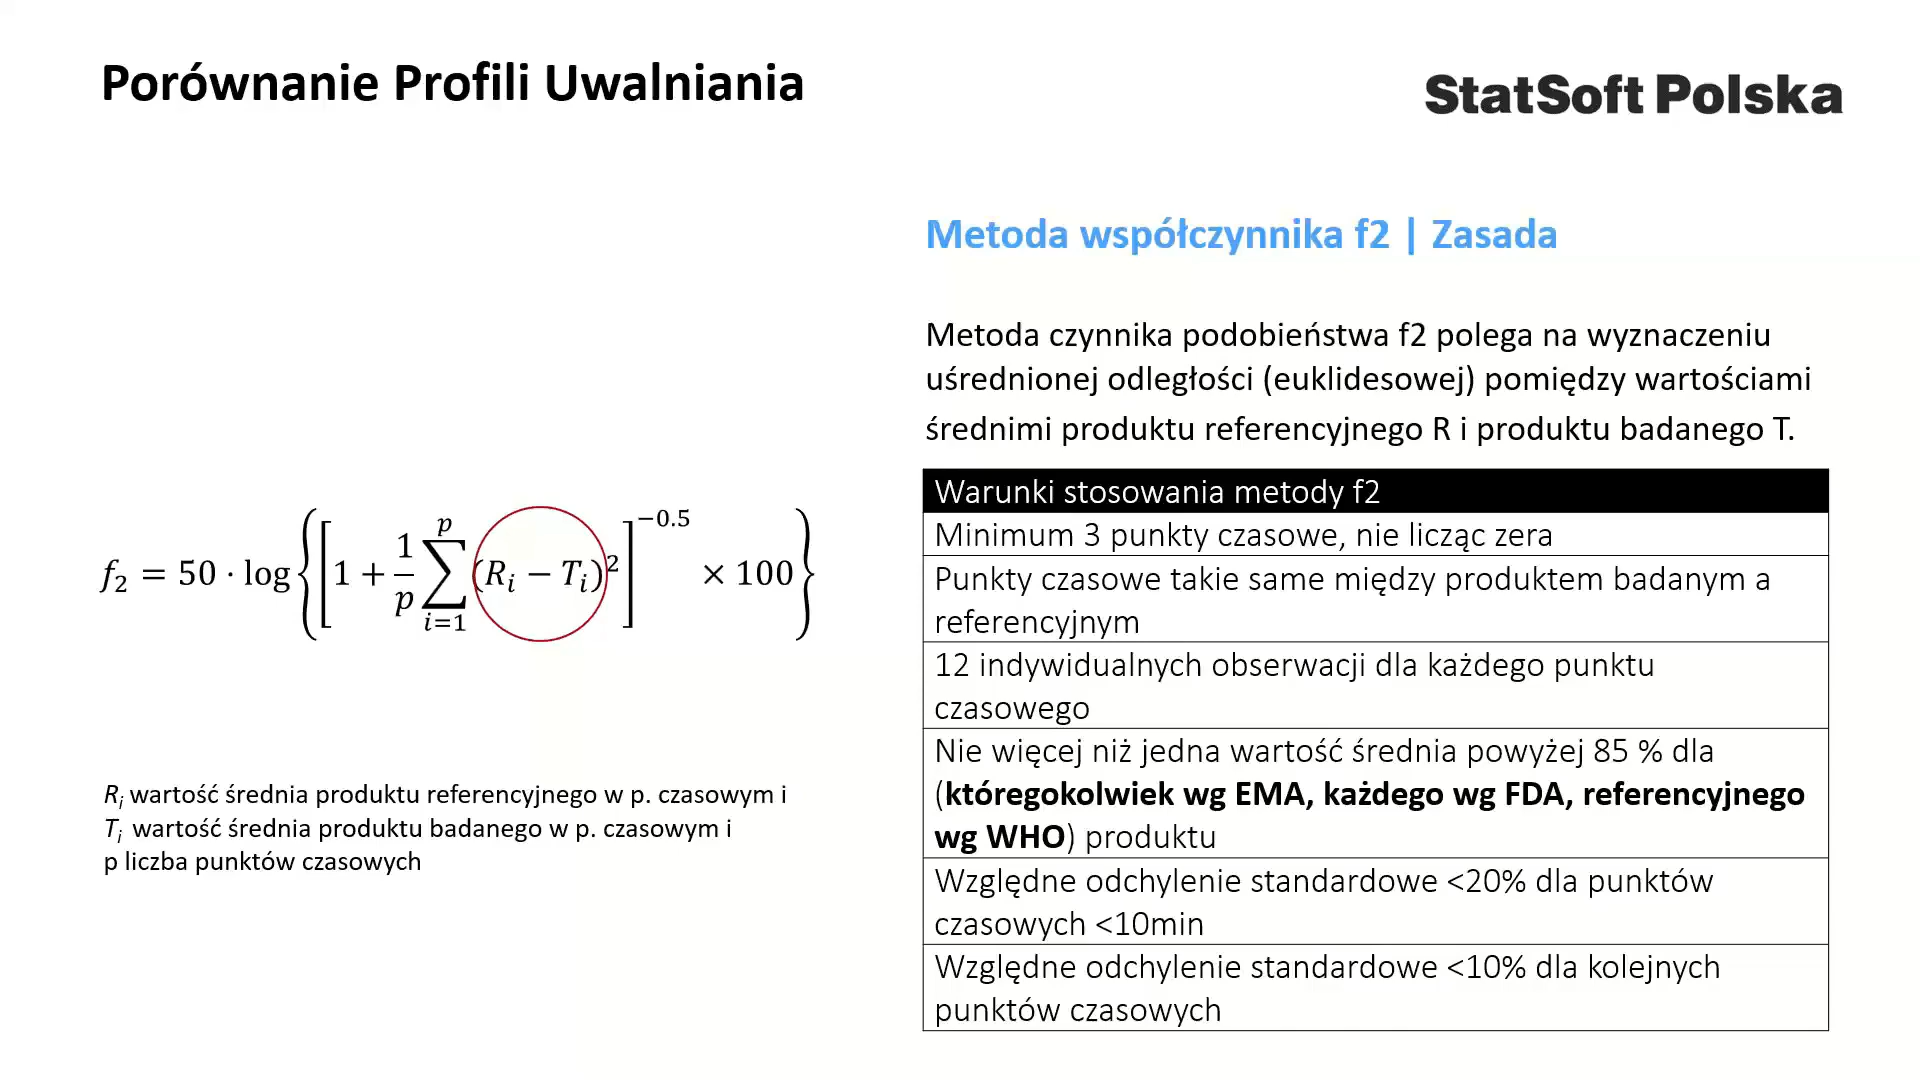 Porównanie Profili Uwalniania
StatSoft Polska
Metoda współczynnika f2 | Zasada
Metoda czynnika podobieństwa f2 polega na wyznaczeniu
uśrednionej odległości (euklidesowej) pomiędzy wartościami
średnimi produktu referencyjnego R i produktu badanego T.
f₂ = 50 · log{[1 + 1/p ∑ᵢ₌₁ᵖ (Rᵢ − Tᵢ)²]^−0.5 × 100}
Rᵢ wartość średnia produktu referencyjnego w p. czasowym i
Tᵢ wartość średnia produktu badanego w p. czasowym i
p liczba punktów czasowych
Warunki stosowania metody f2
Minimum 3 punkty czasowe, nie licząc zera
Punkty czasowe takie same między produktem badanym a
referencyjnym
12 indywidualnych obserwacji dla każdego punktu
czasowego
Nie więcej niż jedna wartość średnia powyżej 85 % dla
(któregokolwiek wg EMA, każdego wg FDA, referencyjnego
wg WHO) produktu
Względne odchylenie standardowe <20% dla punktów
czasowych <10min
Względne odchylenie standardowe <10% dla kolejnych
punktów czasowych